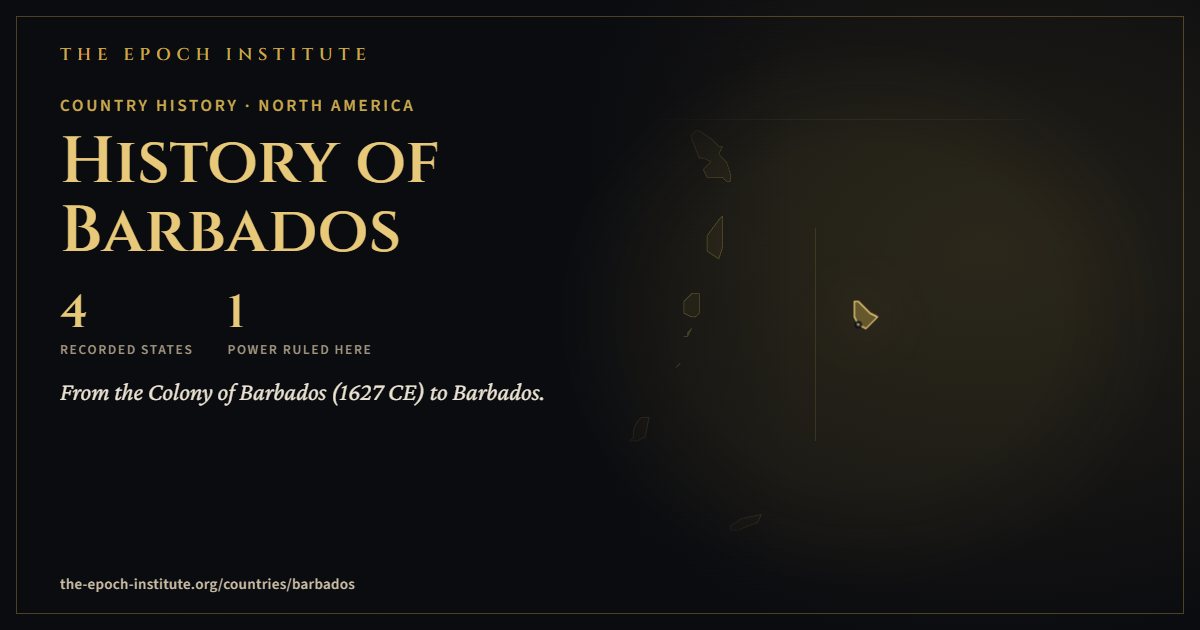 THE EPOCH INSTITUTE
COUNTRY HISTORY · NORTH AMERICA
History of
Barbados
4
1
RECORDED STATES
POWER RULED HERE
From the Colony of Barbados (1627 CE) to Barbados.
the-epoch-institute.org/countries/barbados